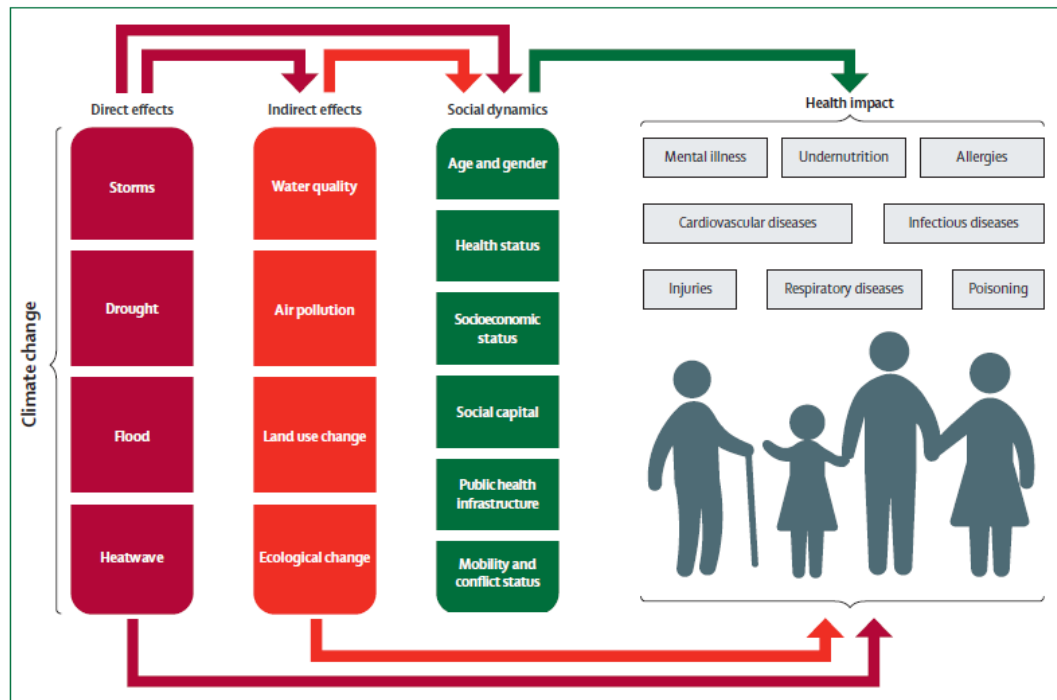 Direct effects
Indirect effects
Social dynamics
Health impact
Climate change
Storms
Drought
Flood
Heatwave
Water quality
Air pollution
Land use change
Ecological change
Age and gender
Health status
Socioeconomic
status
Social capital
Public health
infrastructure
Mobility and
conflict status
Mental illness
Undernutrition
Allergies
Cardiovascular diseases
Infectious diseases
Injuries
Respiratory diseases
Poisoning